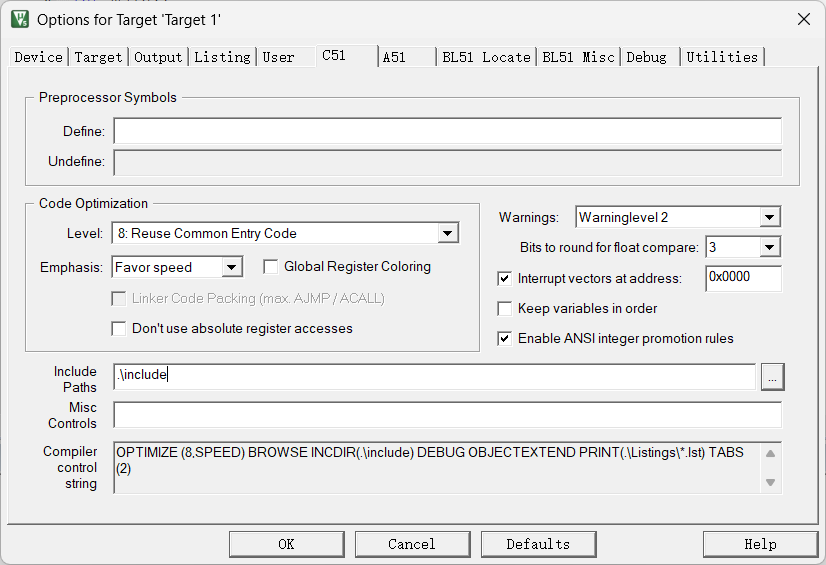 Options for Target 'Target 1'
Device Target Output Listing User C51 A51 BL51 Locate BL51 Misc Debug Utilities
Preprocessor Symbols
Define:
Undefine:
Code Optimization
Level: 8: Reuse Common Entry Code
Emphasis: Favor speed Global Register Coloring
Linker Code Packing (max. AJMP / ACALL)
Don't use absolute register accesses
Warnings: Warninglevel 2
Bits to round for float compare: 3
Interrupt vectors at address: 0x0000
Keep variables in order
Enable ANSI integer promotion rules
Include
Paths
.\include
...
Misc
Controls
Compiler
control
string
OPTIMIZE (8,SPEED) BROWSE INCDIR(.\include) DEBUG OBJECTEXTEND PRINT(.\Listings\*.lst) TABS
(2)
OK Cancel Defaults Help